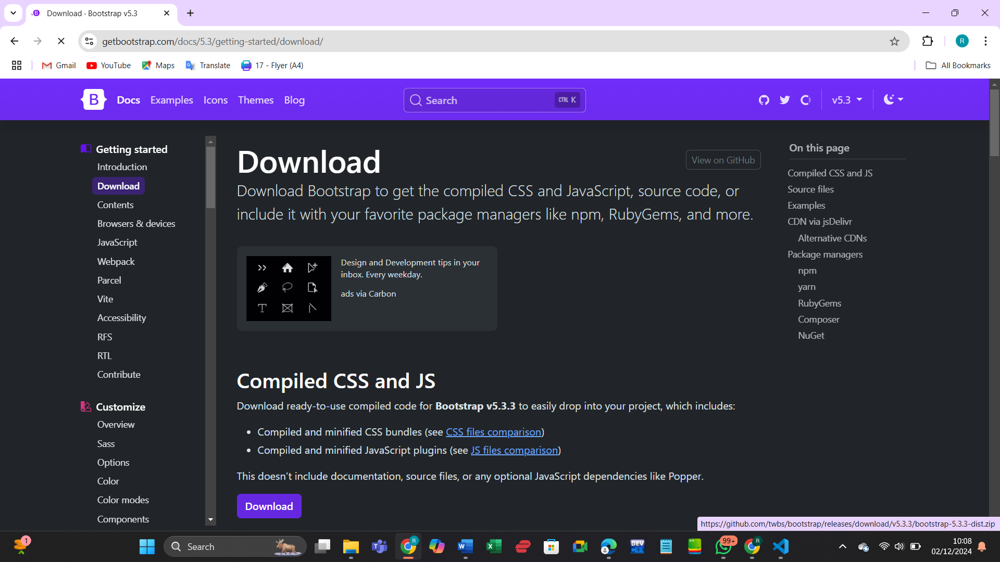 Download · Bootstrap v5.3
getbootstrap.com/docs/5.3/getting-started/download/
R
Gmail
YouTube
Maps
Translate
17 - Flyer (A4)
All Bookmarks
B
Docs
Examples
Icons
Themes
Blog
Search
CTRL K
v5.3
Getting started
Introduction
Download
Contents
Browsers & devices
JavaScript
Webpack
Parcel
Vite
Accessibility
RFS
RTL
Contribute
Customize
Overview
Sass
Options
Color
Color modes
Components
Download
View on GitHub
Download Bootstrap to get the compiled CSS and JavaScript, source code, or
include it with your favorite package managers like npm, RubyGems, and more.
Design and Development tips in your
inbox. Every weekday.
ads via Carbon
Compiled CSS and JS
Download ready-to-use compiled code for Bootstrap v5.3.3 to easily drop into your project, which includes:
• Compiled and minified CSS bundles (see CSS files comparison)
• Compiled and minified JavaScript plugins (see JS files comparison)
This doesn’t include documentation, source files, or any optional JavaScript dependencies like Popper.
Download
On this page
Compiled CSS and JS
Source files
Examples
CDN via jsDelivr
Alternative CDNs
Package managers
npm
yarn
RubyGems
Composer
NuGet
https://github.com/twbs/bootstrap/releases/download/v5.3.3/bootstrap-5.3.3-dist.zip
1
Search
R
DEV
C++
99+
R
10:08
02/12/2024